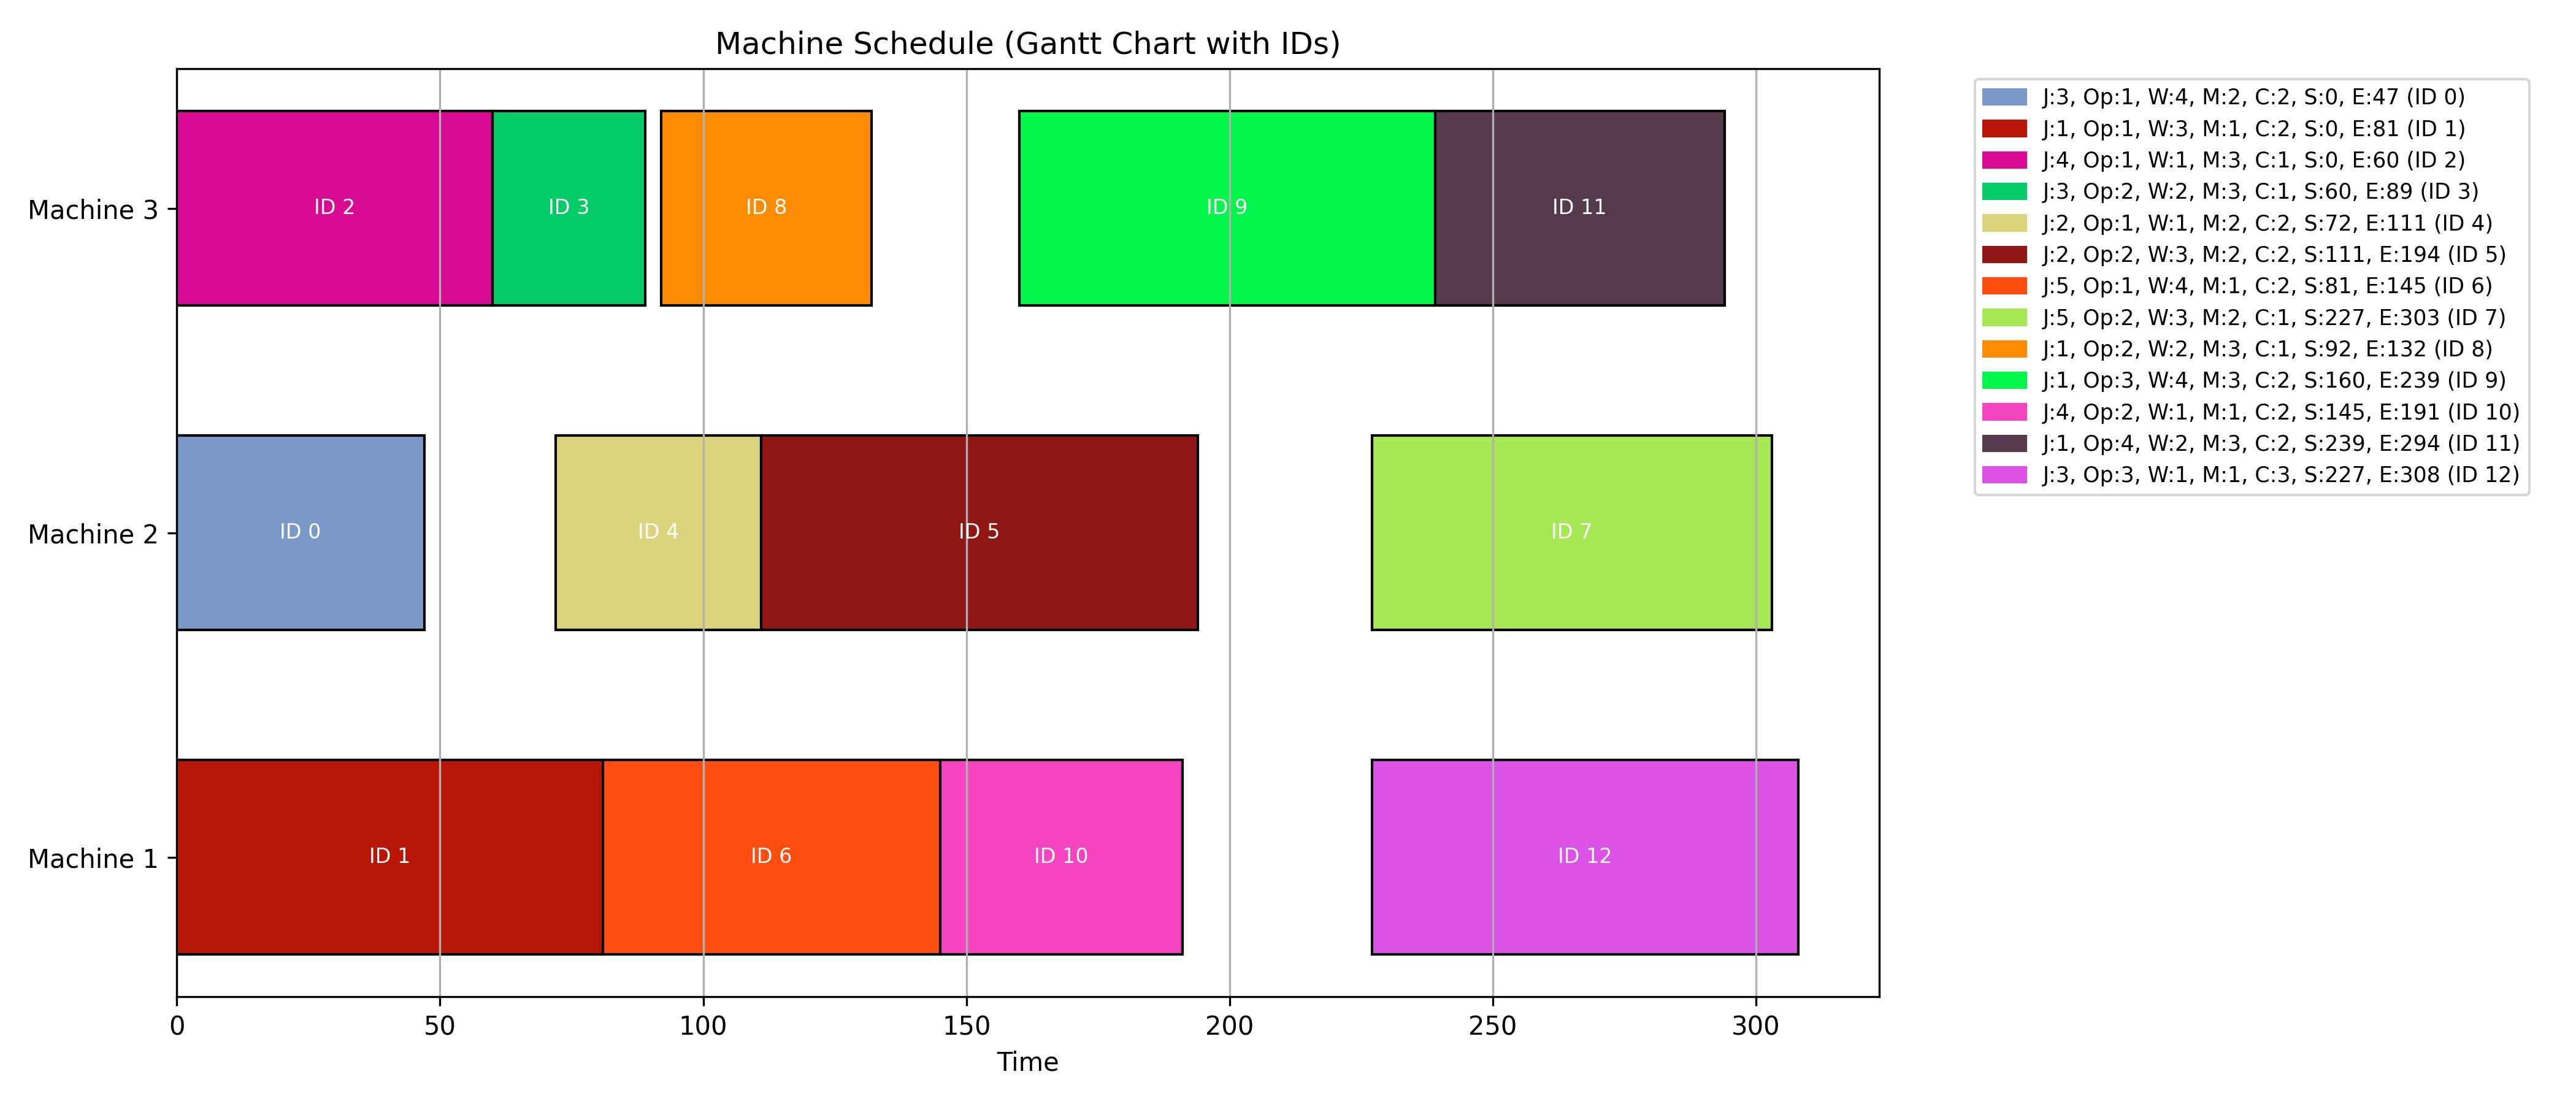 Machine Schedule (Gantt Chart with IDs)
Machine 3
ID 2
ID 3
ID 8
ID 9
ID 11
Machine 2
ID 0
ID 4
ID 5
ID 7
Machine 1
ID 1
ID 6
ID 10
ID 12
0 50 100 150 200 250 300
Time
J:3, Op:1, W:4, M:2, C:2, S:0, E:47 (ID 0)
J:1, Op:1, W:3, M:1, C:2, S:0, E:81 (ID 1)
J:4, Op:1, W:1, M:3, C:1, S:0, E:60 (ID 2)
J:3, Op:2, W:2, M:3, C:1, S:60, E:89 (ID 3)
J:2, Op:1, W:1, M:2, C:2, S:72, E:111 (ID 4)
J:2, Op:2, W:3, M:2, C:2, S:111, E:194 (ID 5)
J:5, Op:1, W:4, M:1, C:2, S:81, E:145 (ID 6)
J:5, Op:2, W:3, M:2, C:1, S:227, E:303 (ID 7)
J:1, Op:2, W:2, M:3, C:1, S:92, E:132 (ID 8)
J:1, Op:3, W:4, M:3, C:2, S:160, E:239 (ID 9)
J:4, Op:2, W:1, M:1, C:2, S:145, E:191 (ID 10)
J:1, Op:4, W:2, M:3, C:2, S:239, E:294 (ID 11)
J:3, Op:3, W:1, M:1, C:3, S:227, E:308 (ID 12)